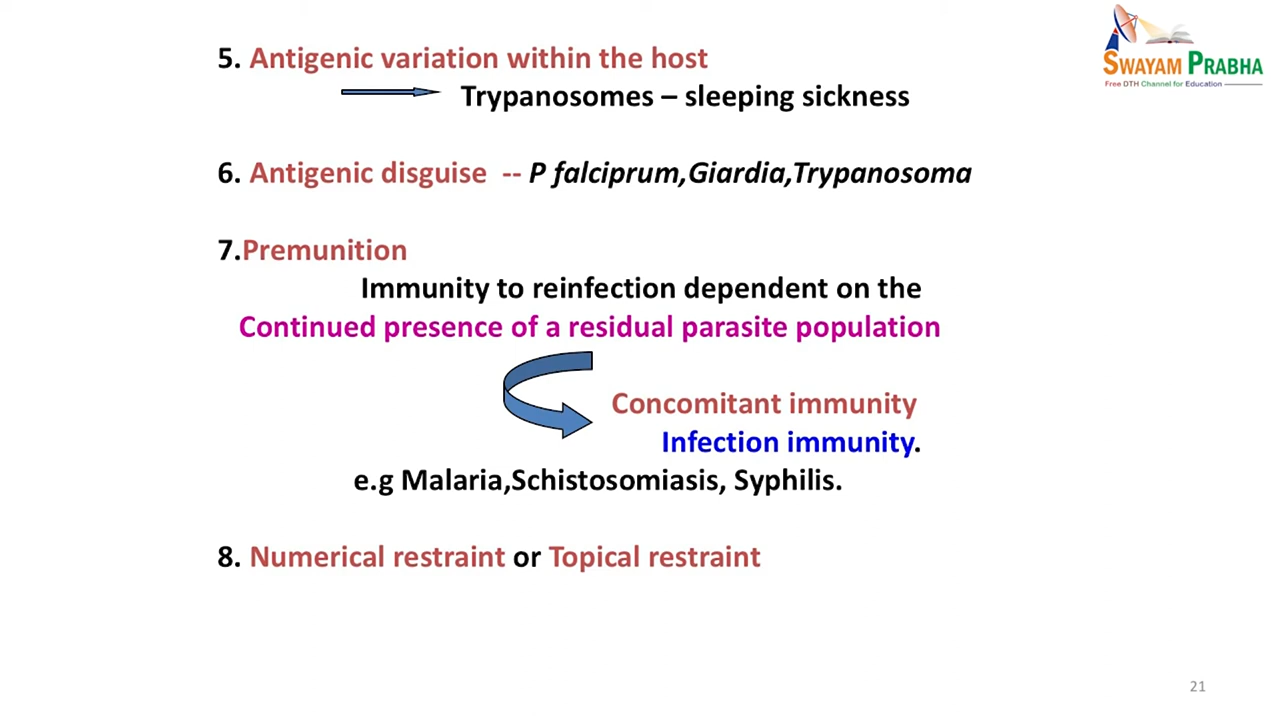 SWAYAM PRABHA
Free DTH Channel for Education
5. Antigenic variation within the host
Trypanosomes – sleeping sickness
6. Antigenic disguise -- P falciprum,Giardia,Trypanosoma
7.Premunition
Immunity to reinfection dependent on the
Continued presence of a residual parasite population
Concomitant immunity
Infection immunity.
e.g Malaria,Schistosomiasis, Syphilis.
8. Numerical restraint or Topical restraint
21